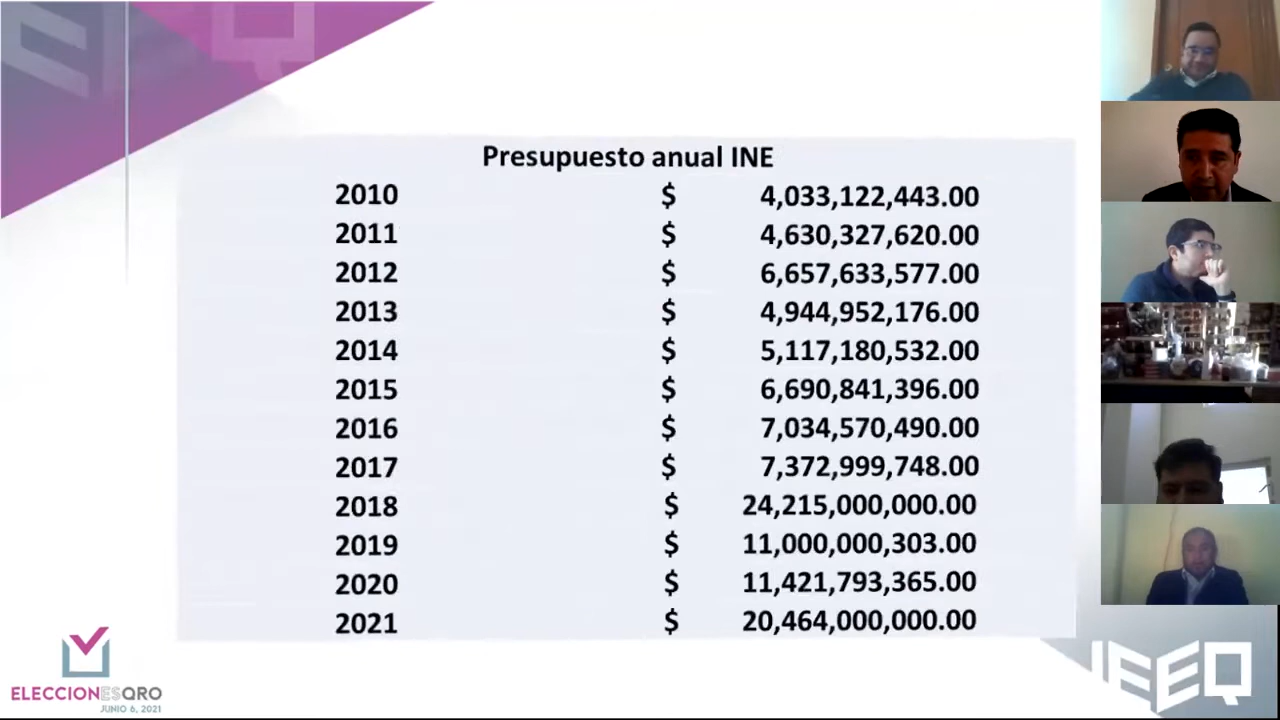 EEQ
Presupuesto anual INE
2010 $ 4,033,122,443.00
2011 $ 4,630,327,620.00
2012 $ 6,657,633,577.00
2013 $ 4,944,952,176.00
2014 $ 5,117,180,532.00
2015 $ 6,690,841,396.00
2016 $ 7,034,570,490.00
2017 $ 7,372,999,748.00
2018 $ 24,215,000,000.00
2019 $ 11,000,000,303.00
2020 $ 11,421,793,365.00
2021 $ 20,464,000,000.00
ELECCIONESQRO
JUNIO 6, 2021
IEEQ